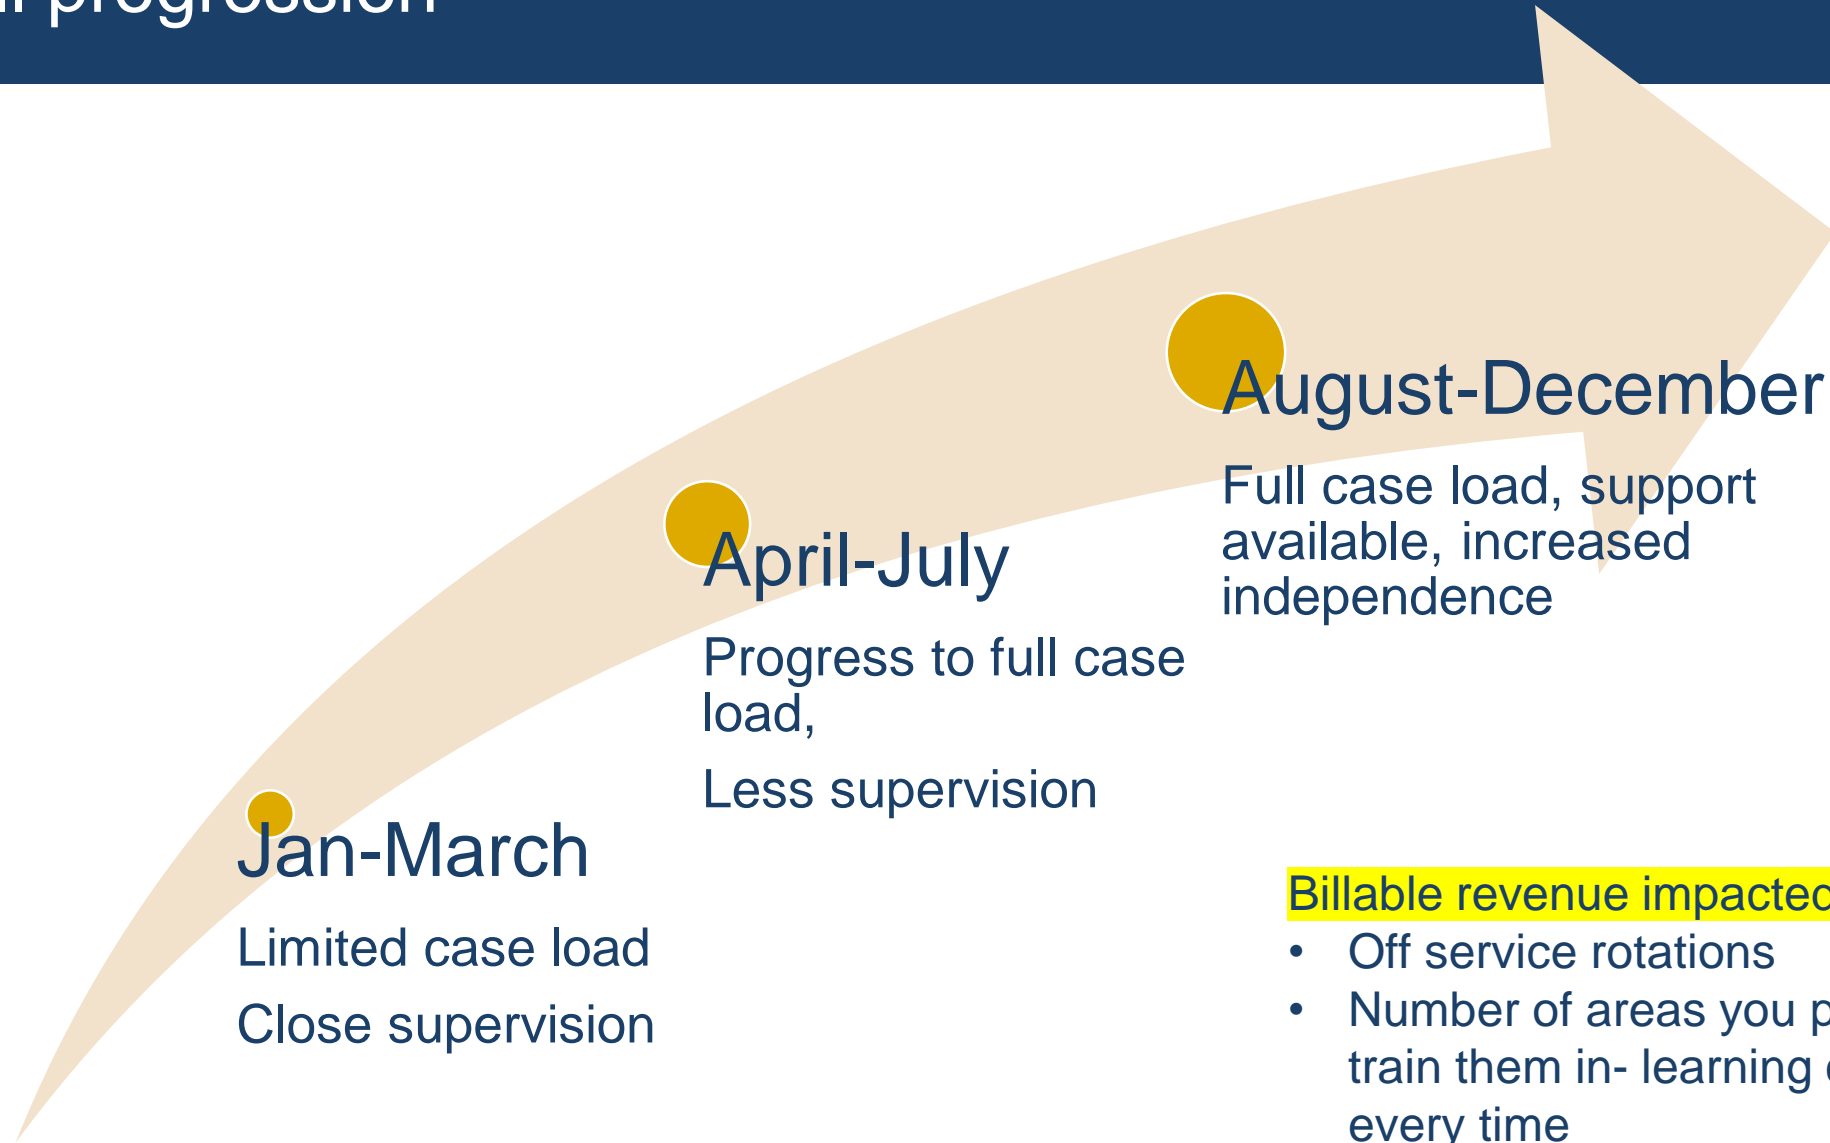 progression
Jan-March
Limited case load
Close supervision
April-July
Progress to full case
load,
Less supervision
August-December
Full case load, support
available, increased
independence
Billable revenue impacted
• Off service rotations
• Number of areas you
train them in- learning
every time